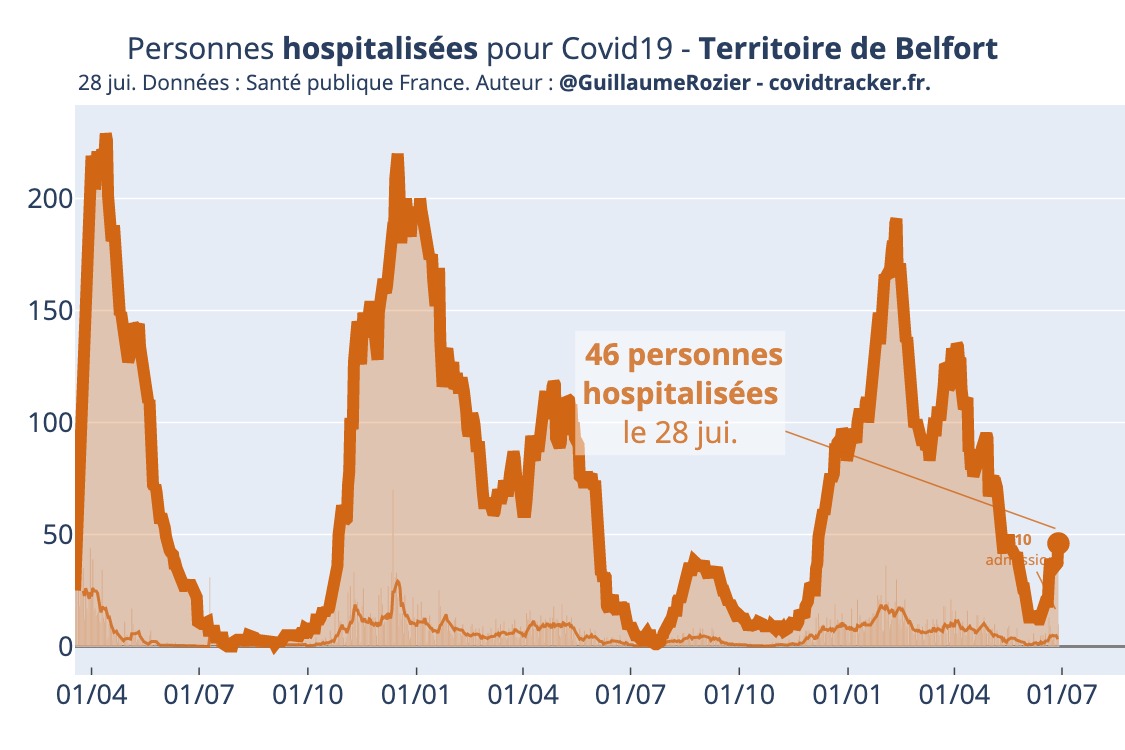 Personnes hospitalisées pour Covid19 - Territoire de Belfort
28 jui. Données : Santé publique France. Auteur : @GuillaumeRozier - covidtracker.fr.
200
150
100
50
0
46 personnes
hospitalisées
le 28 jui.
10
01/04 01/07 01/10 01/01 01/04 01/07 01/10 01/01 01/04 01/07